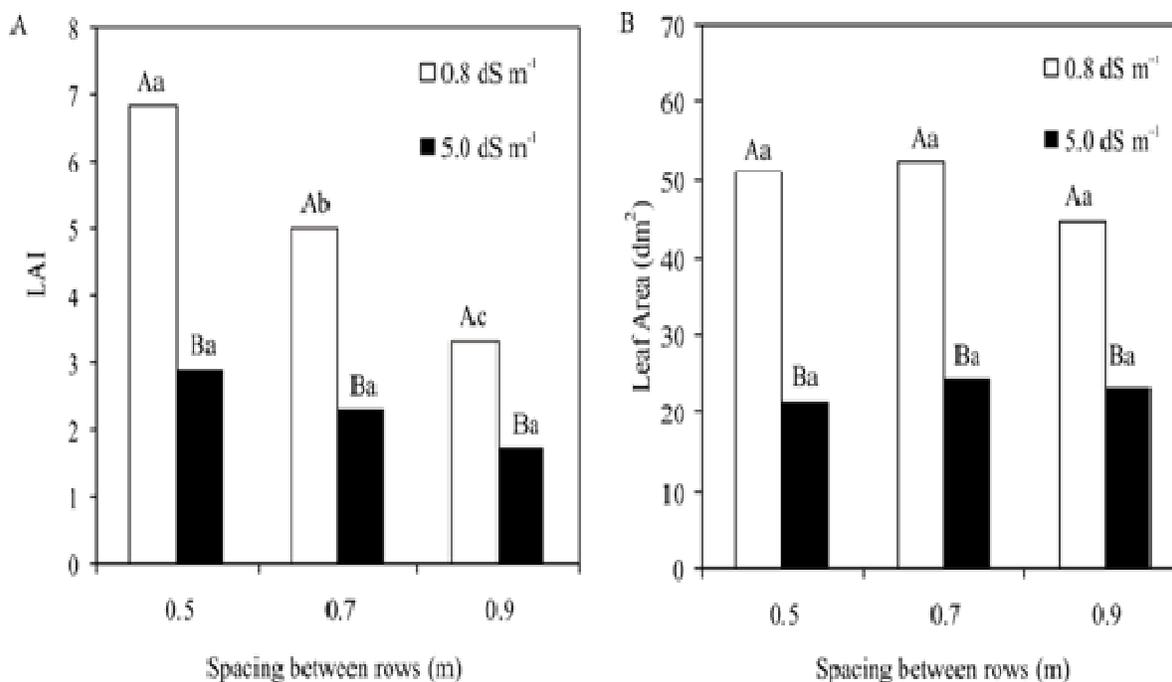 A
8
7
6
5
4
3
2
1
0
LAI
0.8 dS m⁻¹
5.0 dS m⁻¹
Aa
Ba
Ab
Ba
Ac
Ba
0.5 0.7 0.9
Spacing between rows (m)
B
70
60
50
40
30
20
10
0
Leaf Area (dm²)
0.8 dS m⁻¹
5.0 dS m⁻¹
Aa
Ba
Aa
Ba
Aa
Ba
0.5 0.7 0.9
Spacing between rows (m)